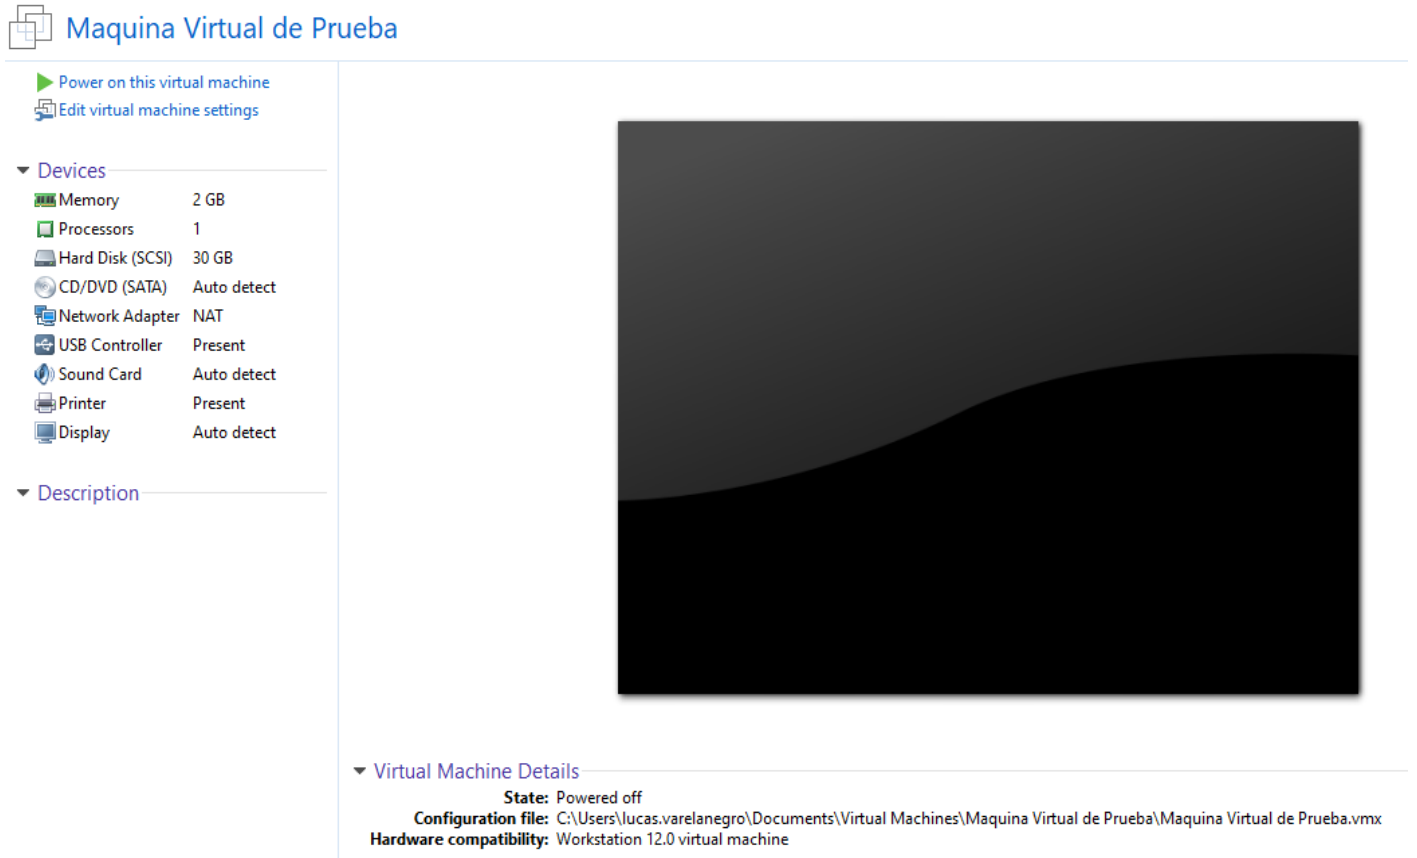 Maquina Virtual de Prueba
Power on this virtual machine
Edit virtual machine settings
Devices
Memory 2 GB
Processors 1
Hard Disk (SCSI) 30 GB
CD/DVD (SATA) Auto detect
Network Adapter NAT
USB Controller Present
Sound Card Auto detect
Printer Present
Display Auto detect
Description
Virtual Machine Details
State: Powered off
Configuration file: C:\Users\lucas.varelanegro\Documents\Virtual Machines\Maquina Virtual de Prueba\Maquina Virtual de Prueba.vmx
Hardware compatibility: Workstation 12.0 virtual machine